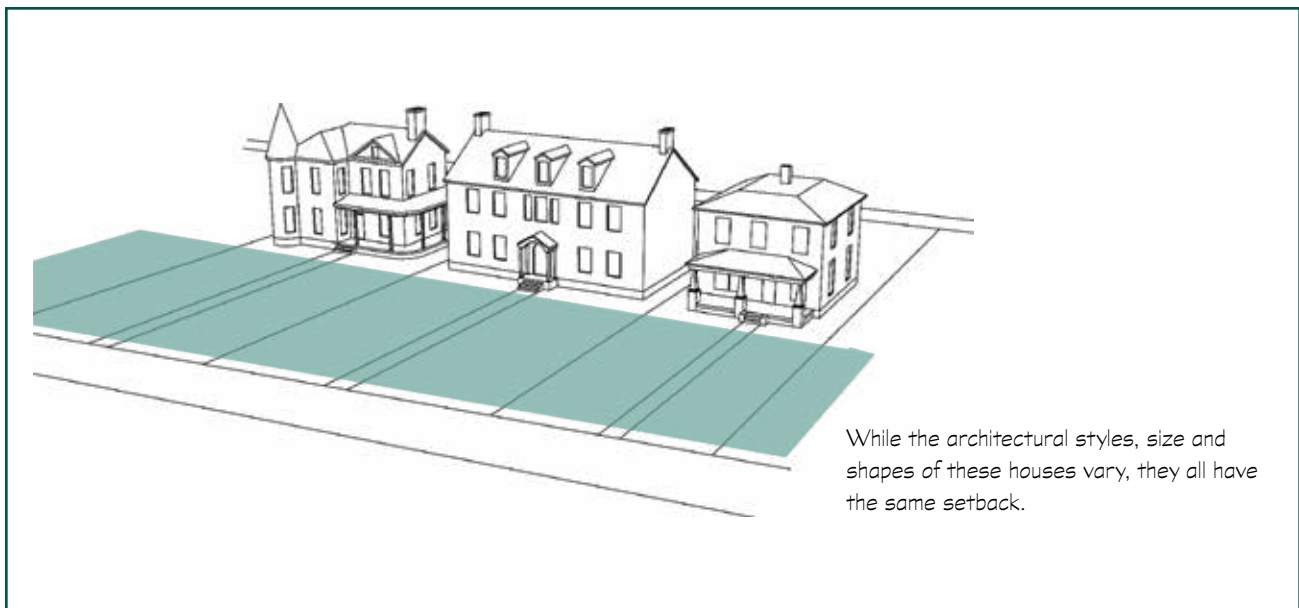 While the architectural styles, size and
shapes of these houses vary, they all have
the same setback.